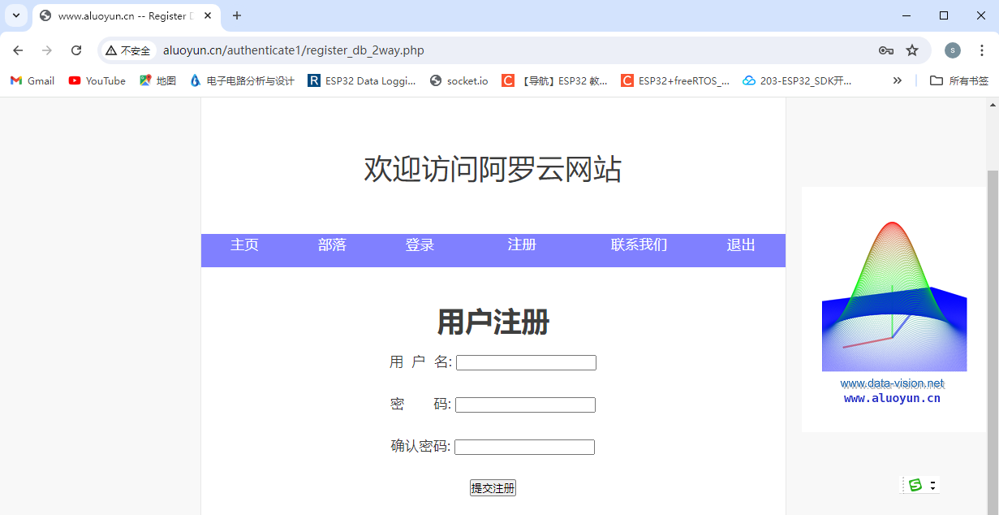 www.aluoyun.cn -- Register D
不安全 aluoyun.cn/authenticate1/register_db_2way.php S
Gmail YouTube 地图 电子电路分析与设计 R ESP32 Data Loggi... socket.io C 【导航】ESP32 教... C ESP32+freeRTOS_... 203-ESP32_SDK开... 所有书签
欢迎访问阿罗云网站
主页 部落 登录 注册 联系我们 退出
用户注册
用 户 名:
密 码:
确认密码:
提交注册
www.data-vision.net
www.aluoyun.cn
S